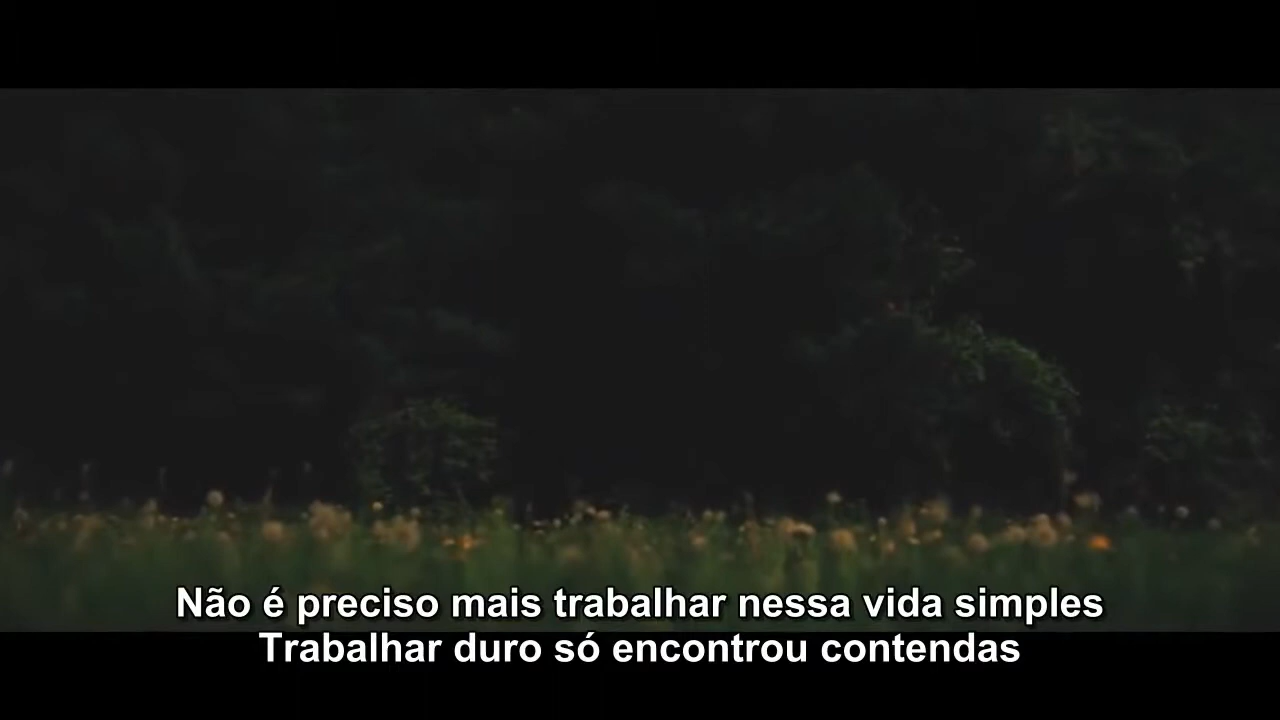 Não é preciso mais trabalhar nessa vida simples
Trabalhar duro só encontrou contendas